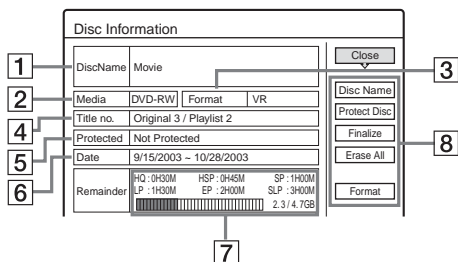 Disc Information
Close
1 DiscName Movie
3
2 Media DVD-RW Format VR
Disc Name
4 Title no. Original 3 / Playlist 2
Protect Disc
5 Protected Not Protected
Finalize
8
6 Date 9/15/2003 ~ 10/28/2003
Erase All
Remainder HQ : 0H30M HSP : 0H45M SP : 1H00M
LP : 1H30M EP : 2H00M SLP : 3H00M
Format
2. 3 / 4. 7GB
7